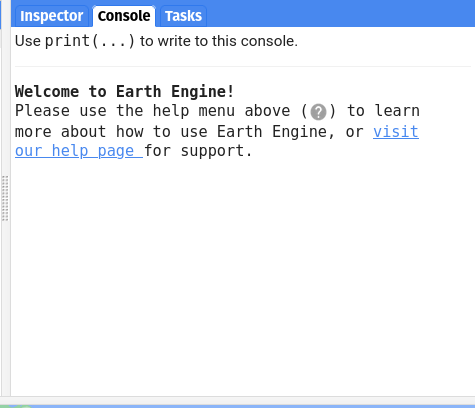 Inspector Console Tasks
Use print(...) to write to this console.
Welcome to Earth Engine!
Please use the help menu above (?) to learn
more about how to use Earth Engine, or visit
our help page for support.